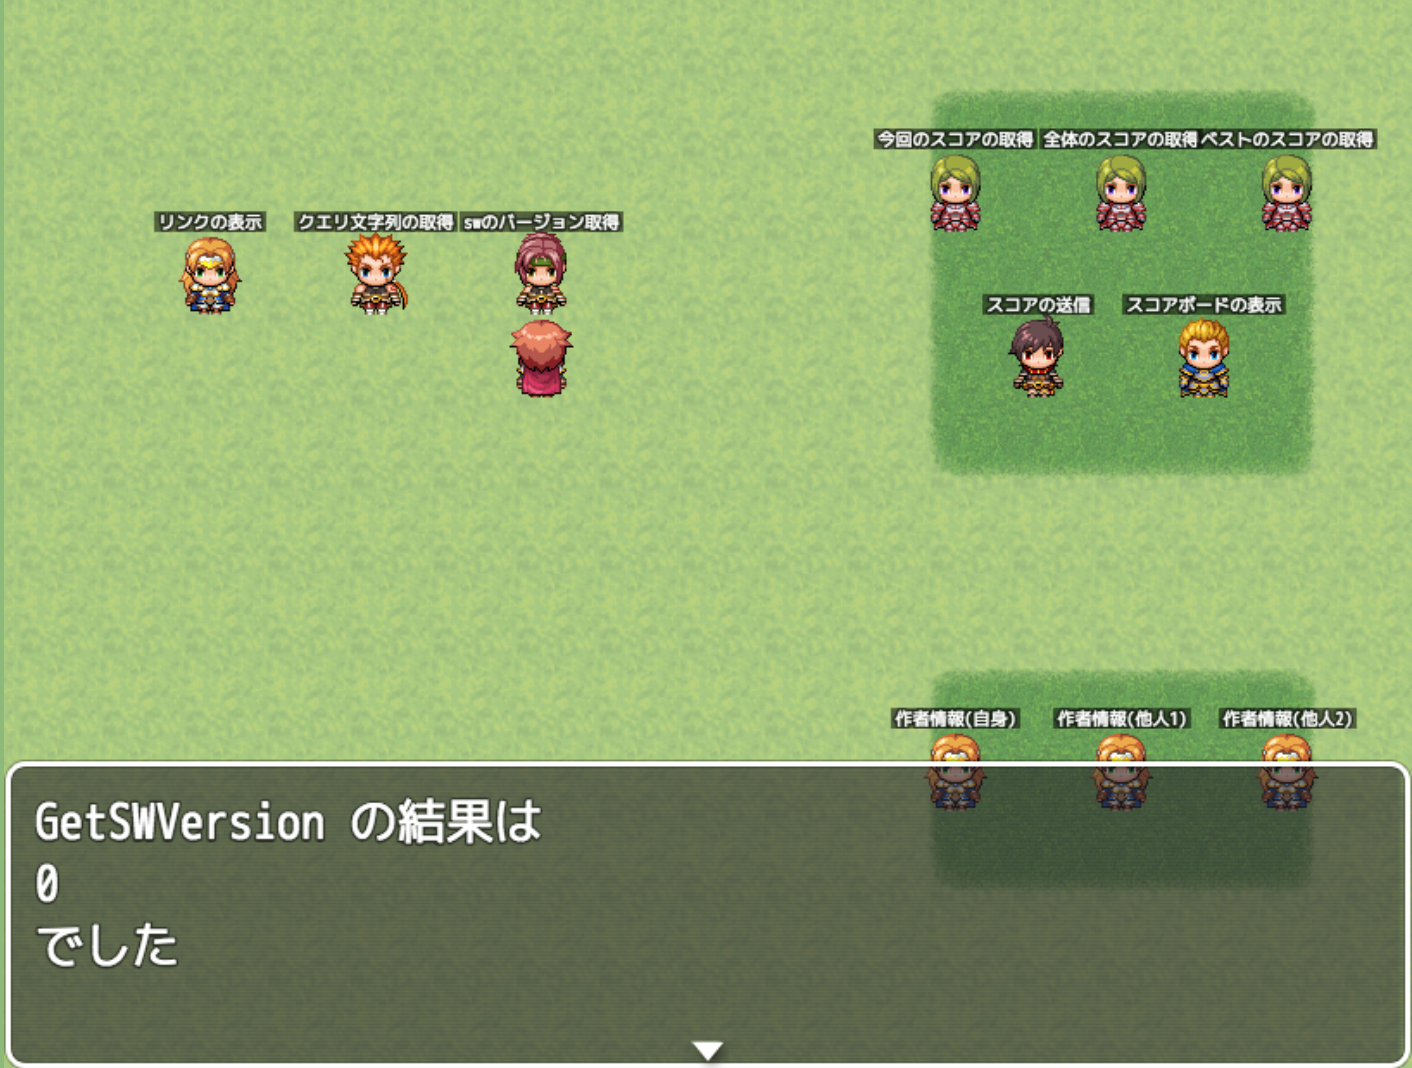 今回のスコアの取得
全体のスコアの取得
ベストのスコアの取得
リンクの表示
クエリ文字列の取得
swのバージョン取得
スコアの送信
スコアボードの表示
作者情報(自身)
作者情報(他人1)
作者情報(他人2)
GetSWVersion の結果は
0
でした